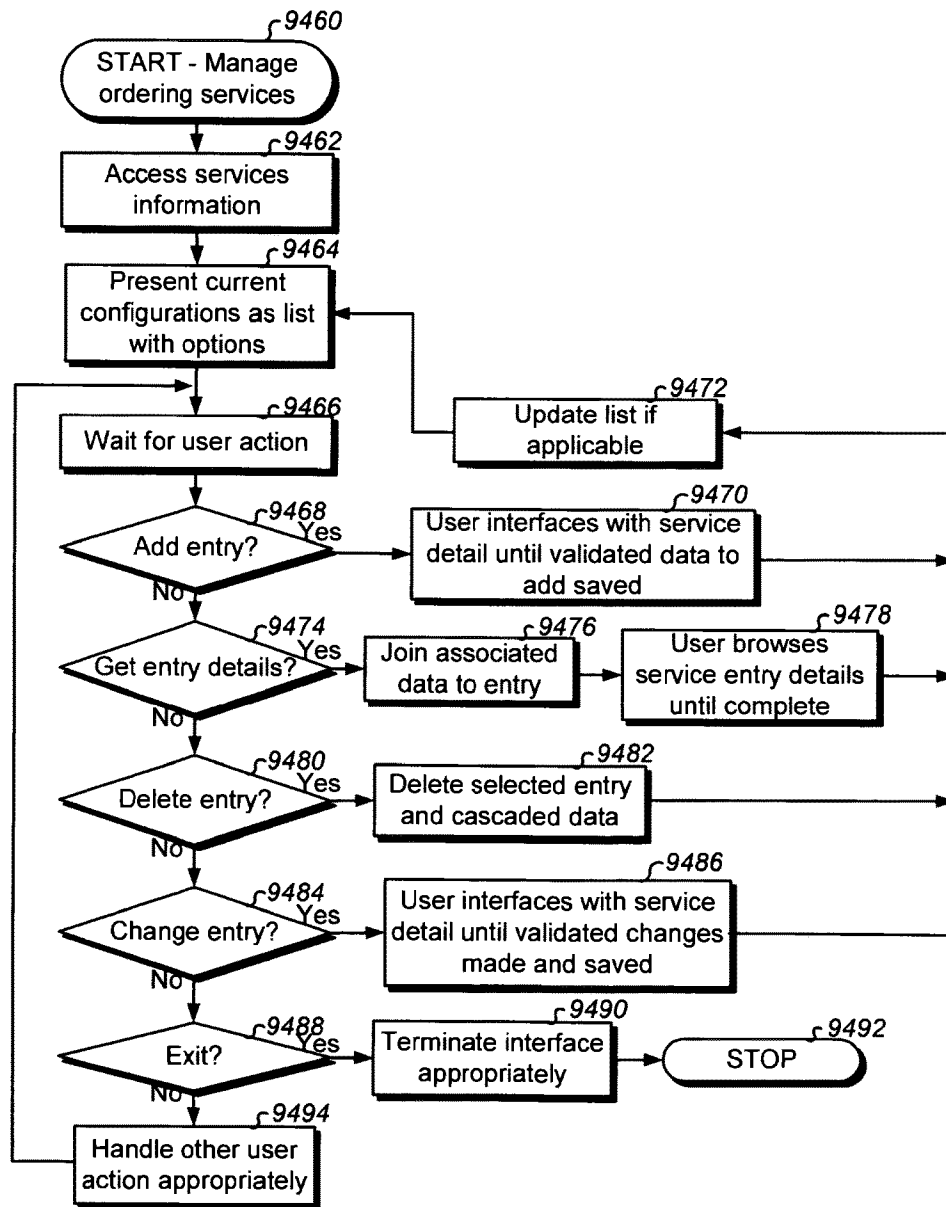 9460
START - Manage
ordering services
9462
Access services
information
9464
Present current
configurations as list
with options
9466
Wait for user action
9472
Update list if
applicable
9468
Add entry?
Yes
No
9470
User interfaces with service
detail until validated data to
add saved
9474
Get entry details?
Yes
No
9476
Join associated
data to entry
9478
User browses
service entry details
until complete
9480
Delete entry?
Yes
No
9482
Delete selected entry
and cascaded data
9484
Change entry?
Yes
No
9486
User interfaces with service
detail until validated changes
made and saved
9488
Exit?
Yes
No
9490
Terminate interface
appropriately
9492
STOP
9494
Handle other user
action appropriately